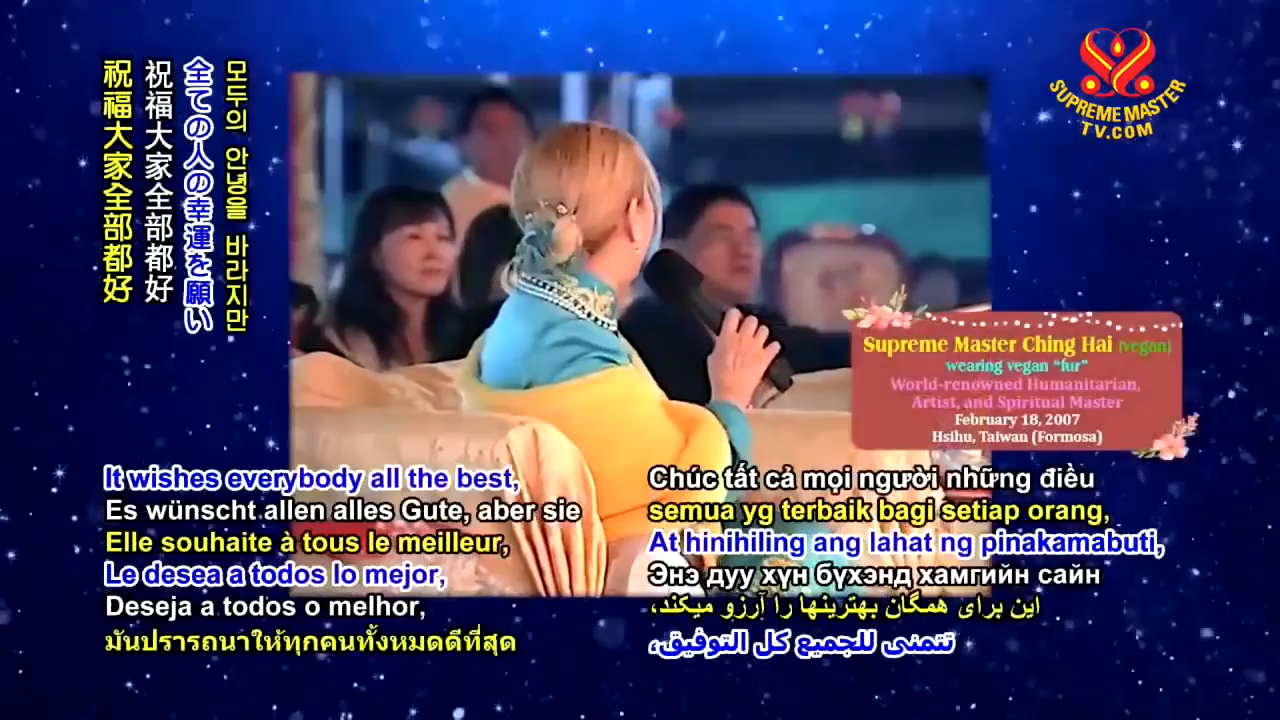 SUPREME MASTER
TV.COM
모두의 안녕을 바라지만
全ての人の幸運を願い
祝福大家全部都好
祝福大家全部都好
Supreme Master Ching Hai (vegan)
wearing vegan “fur”
World-renowned Humanitarian,
Artist, and Spiritual Master
February 18, 2007
Hsihu, Taiwan (Formosa)
It wishes everybody all the best,
Es wünscht allen alles Gute, aber sie
Elle souhaite à tous le meilleur,
Le desea a todos lo mejor,
Deseja a todos o melhor,
มันปรารถนาให้ทุกคนทั้งหมดดีที่สุด
Chúc tất cả mọi người những điều
semua yg terbaik bagi setiap orang,
At hinihiling ang lahat ng pinakamabuti,
Энэ дуу хүн бүхэнд хамгийн сайн
این برای همگان بهترینها را آرزو میکند،
تتمنى للجميع كل التوفيق،